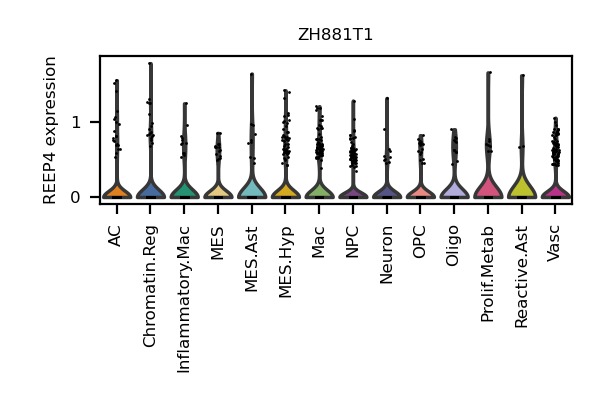 ZH881T1
REEP4 expression
1
0
AC
Chromatin.Reg
Inflammatory.Mac
MES
MES.Ast
MES.Hyp
Mac
NPC
Neuron
OPC
Oligo
Prolif.Metab
Reactive.Ast
Vasc